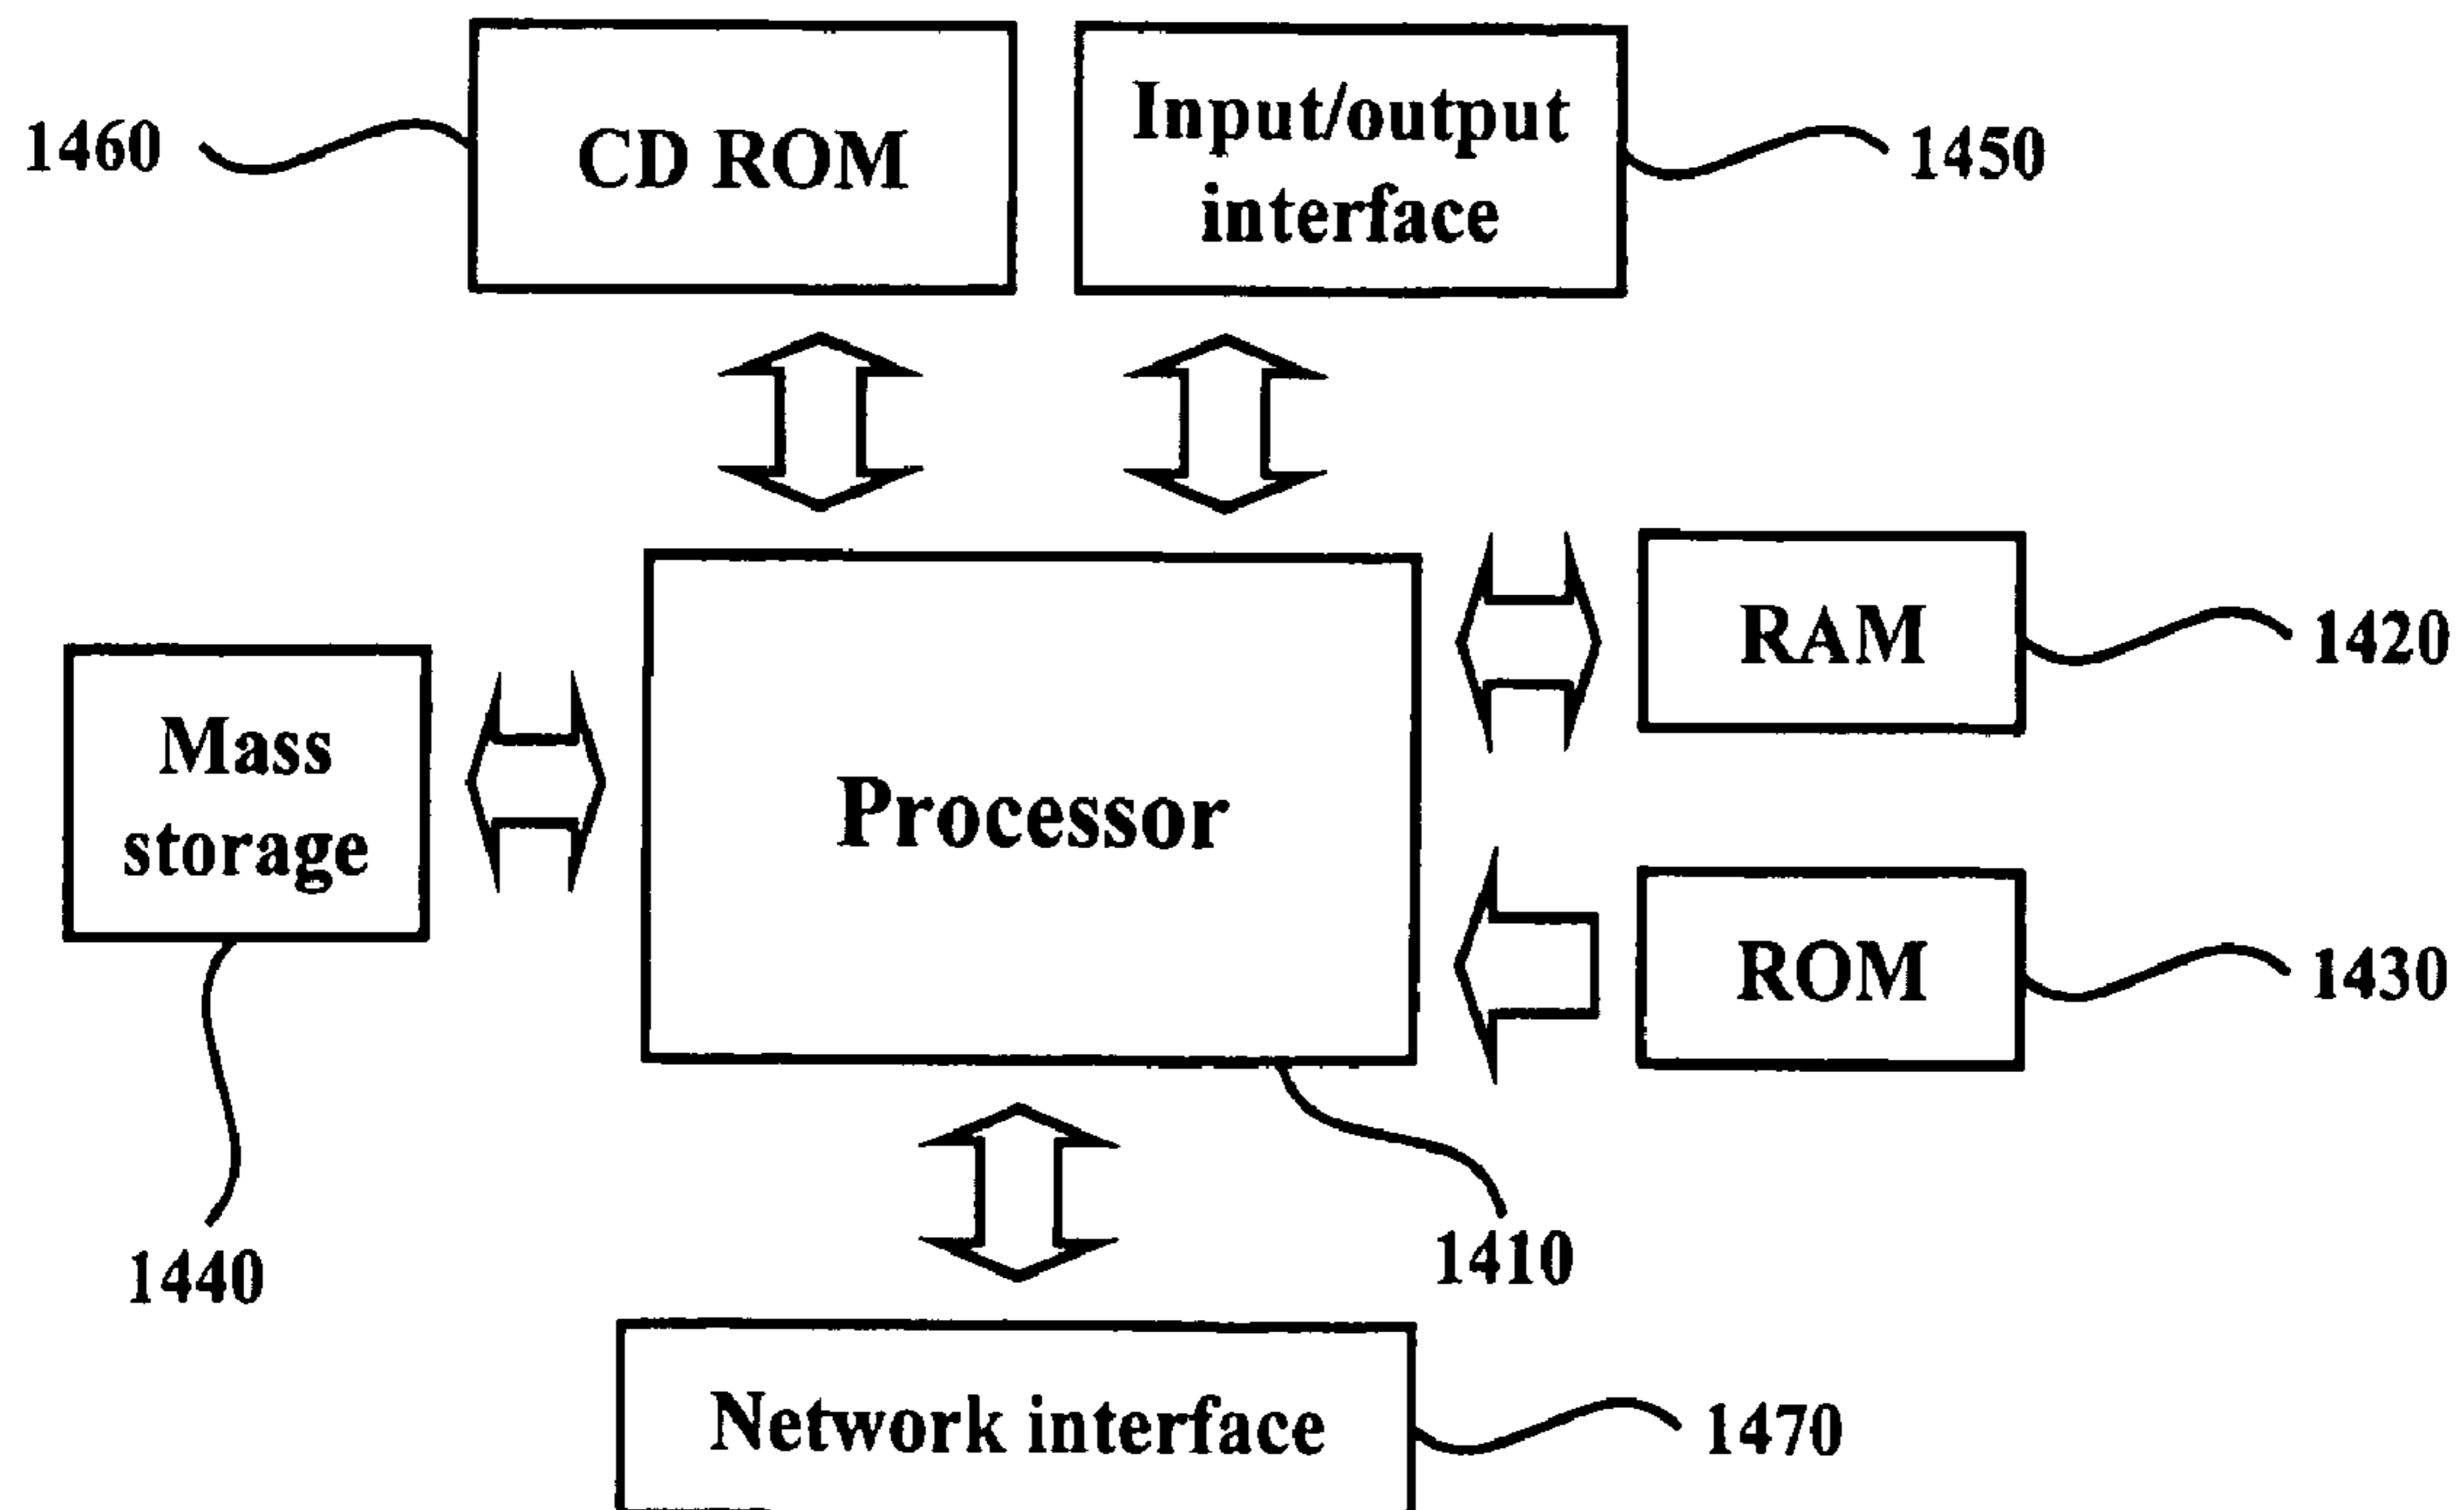 1460
CD ROM
Input/output
interface
1450
RAM
1420
Mass
storage
Processor
ROM
1430
1440
1410
Network interface
1470